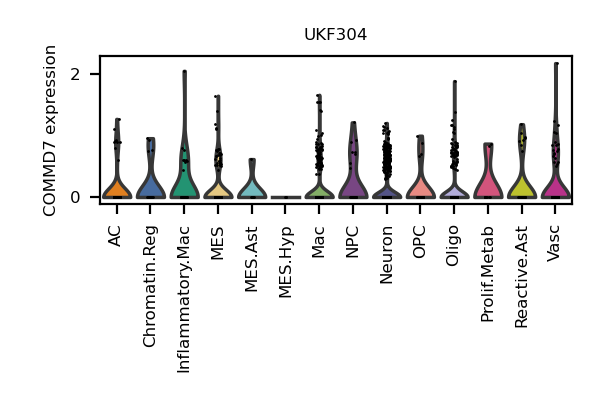 UKF304
COMMD7 expression
2
0
AC
Chromatin.Reg
Inflammatory.Mac
MES
MES.Ast
MES.Hyp
Mac
NPC
Neuron
OPC
Oligo
Prolif.Metab
Reactive.Ast
Vasc